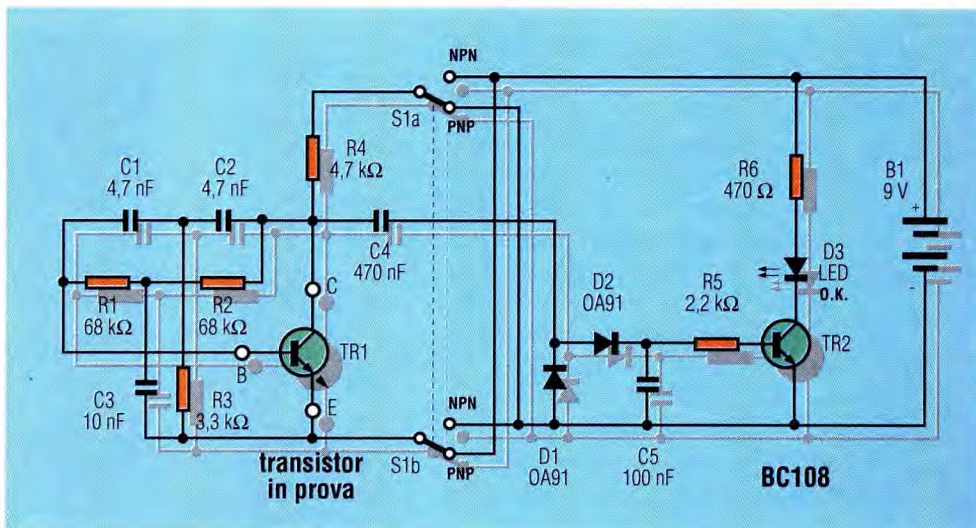 NPN
S1a
PNP
C1
4,7 nF
C2
4,7 nF
R4
4,7 kΩ
R6
470 Ω
B1
9 V
+
-
C4
470 nF
D3
LED
O.K.
R1
68 kΩ
R2
68 kΩ
C
D2
OA91
R5
2,2 kΩ
TR1
TR2
B
C3
10 nF
R3
3,3 kΩ
E
NPN
S1b
PNP
transistor
in prova
D1
OA91
C5
100 nF
BC108